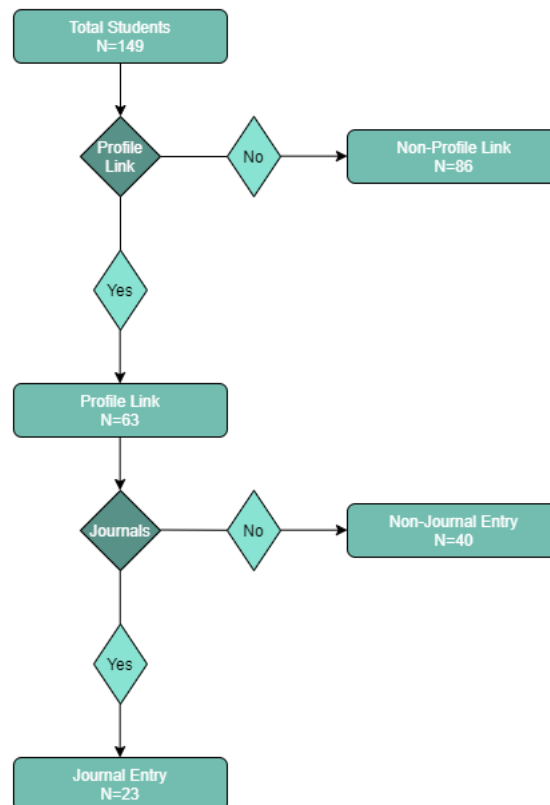 Total Students
N=149
Profile
Link
No
Non-Profile Link
N=86
Yes
Profile Link
N=63
Journals
No
Non-Journal Entry
N=40
Yes
Journal Entry
N=23